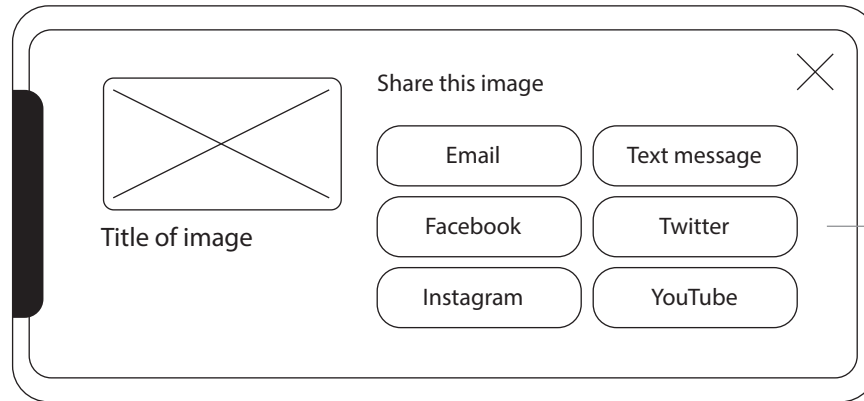 Share this image
Email
Text message
Facebook
Twitter
Instagram
YouTube
Title of image